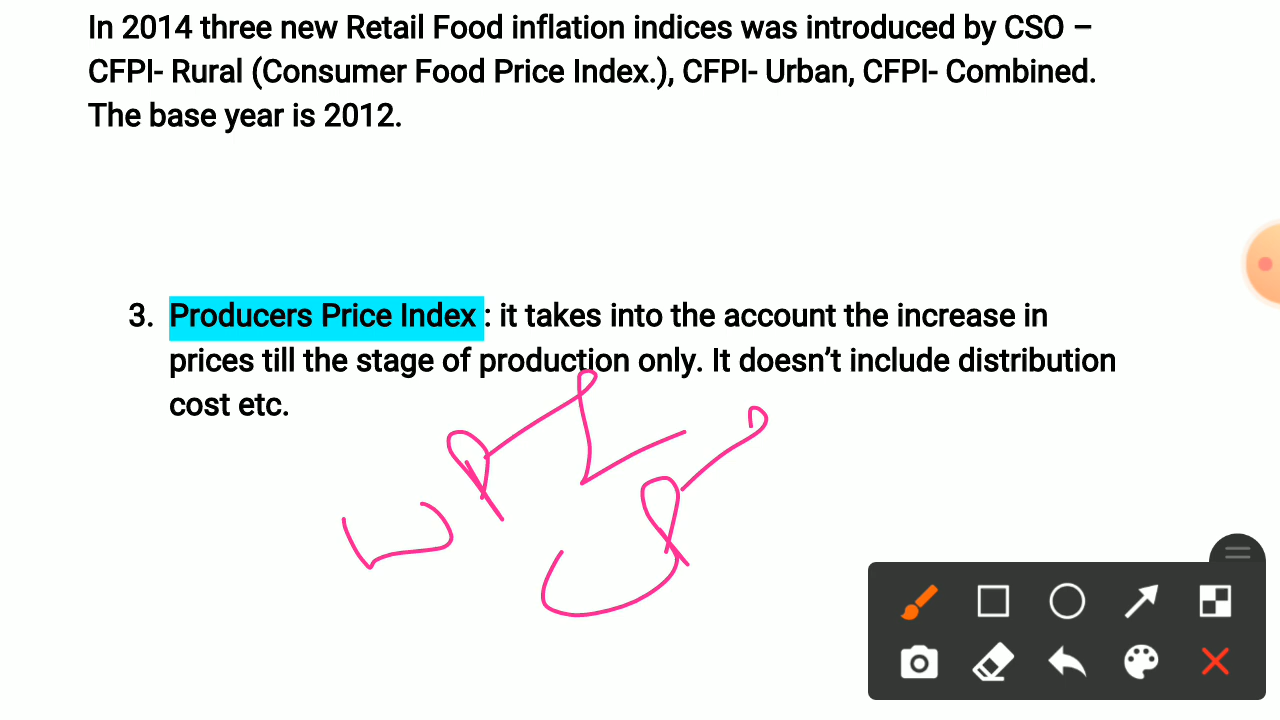 In 2014 three new Retail Food inflation indices was introduced by CSO –
CFPI- Rural (Consumer Food Price Index.), CFPI- Urban, CFPI- Combined.
The base year is 2012.
3. Producers Price Index : it takes into the account the increase in
prices till the stage of production only. It doesn’t include distribution
cost etc.
WPI